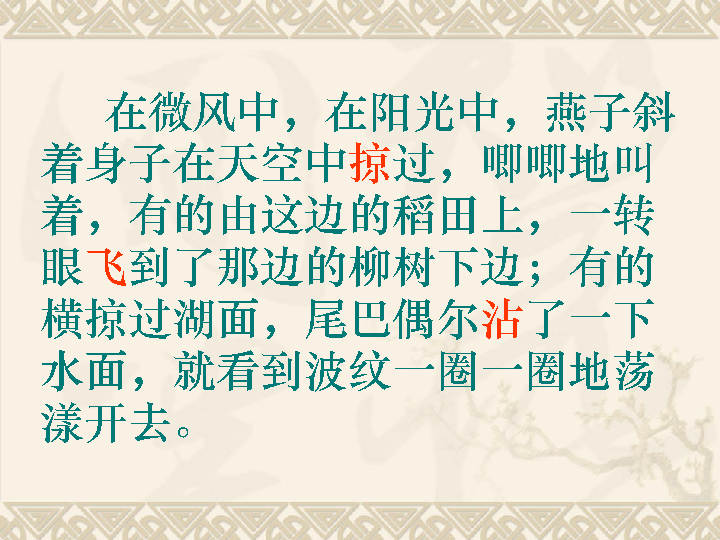 在微风中，在阳光中，燕子斜
着身子在天空中掠过，唧唧地叫
着，有的由这边的稻田上，一转
眼飞到了那边的柳树下边；有的
横掠过湖面，尾巴偶尔沾了一下
水面，就看到波纹一圈一圈地荡
漾开去。